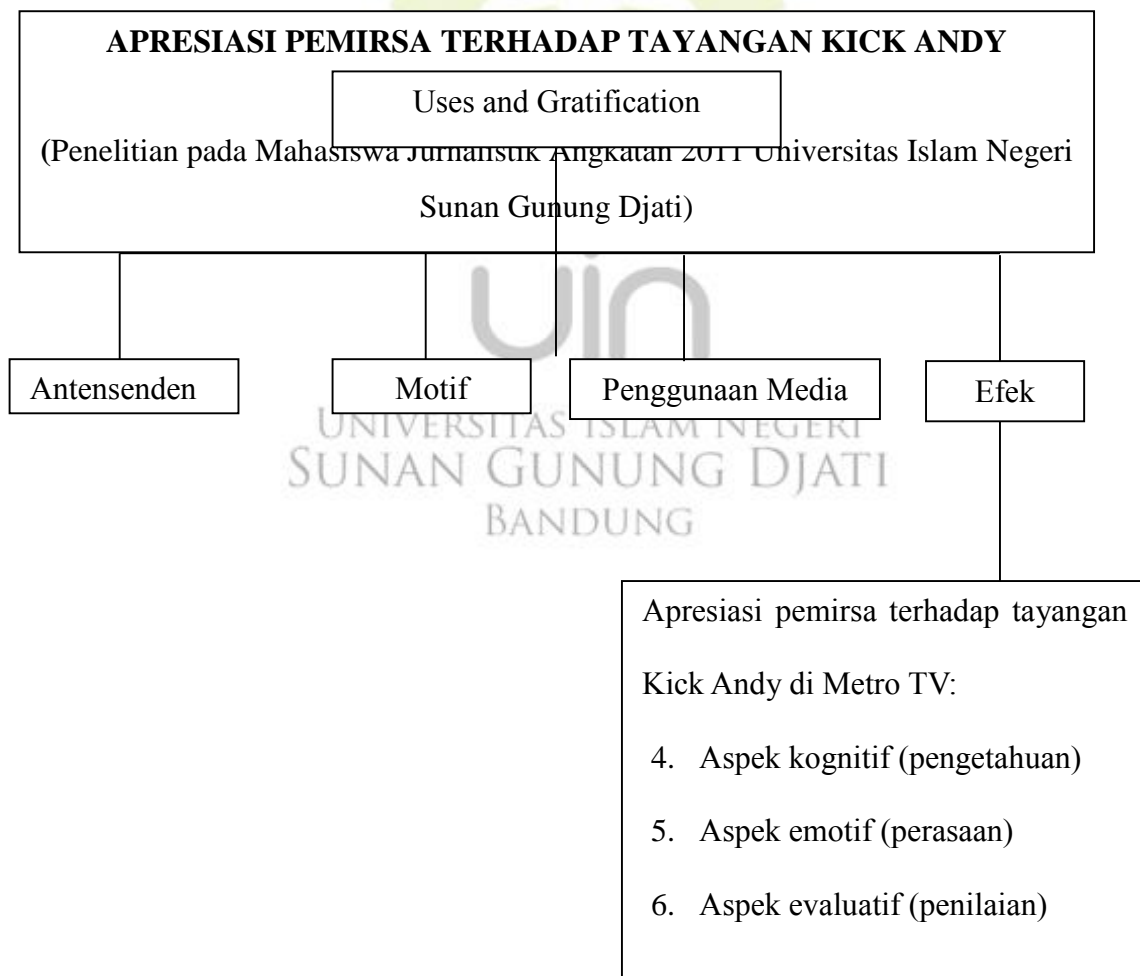 APRESIASI PEMIRSA TERHADAP TAYANGAN KICK ANDY
Uses and Gratification
(Penelitian pada Mahasiswa Jurnalistik Angkatan 2011 Universitas Islam Negeri
Sunan Gunung Djati)
uin
Antensenden
Motif
Penggunaan Media
Efek
UNIVERSITAS ISLAM NEGERI
SUNAN GUNUNG DJATI
BANDUNG
Apresiasi pemirsa terhadap tayangan
Kick Andy di Metro TV:
4. Aspek kognitif (pengetahuan)
5. Aspek emotif (perasaan)
6. Aspek evaluatif (penilaian)